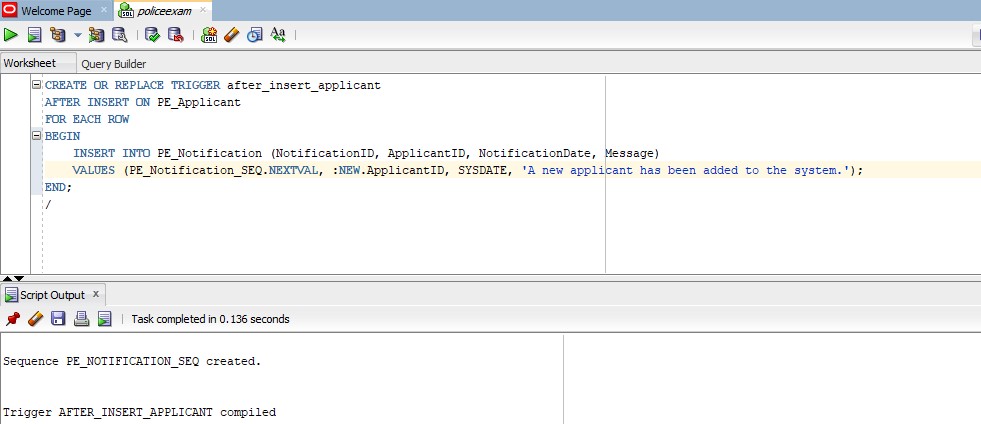 Welcome Page
policeexam
Worksheet
Query Builder
CREATE OR REPLACE TRIGGER after_insert_applicant
AFTER INSERT ON PE_Applicant
FOR EACH ROW
BEGIN
    INSERT INTO PE_Notification (NotificationID, ApplicantID, NotificationDate, Message)
    VALUES (PE_Notification_SEQ.NEXTVAL, :NEW.ApplicantID, SYSDATE, 'A new applicant has been added to the system.');
END;
/
Script Output
Task completed in 0.136 seconds
Sequence PE_NOTIFICATION_SEQ created.
Trigger AFTER_INSERT_APPLICANT compiled